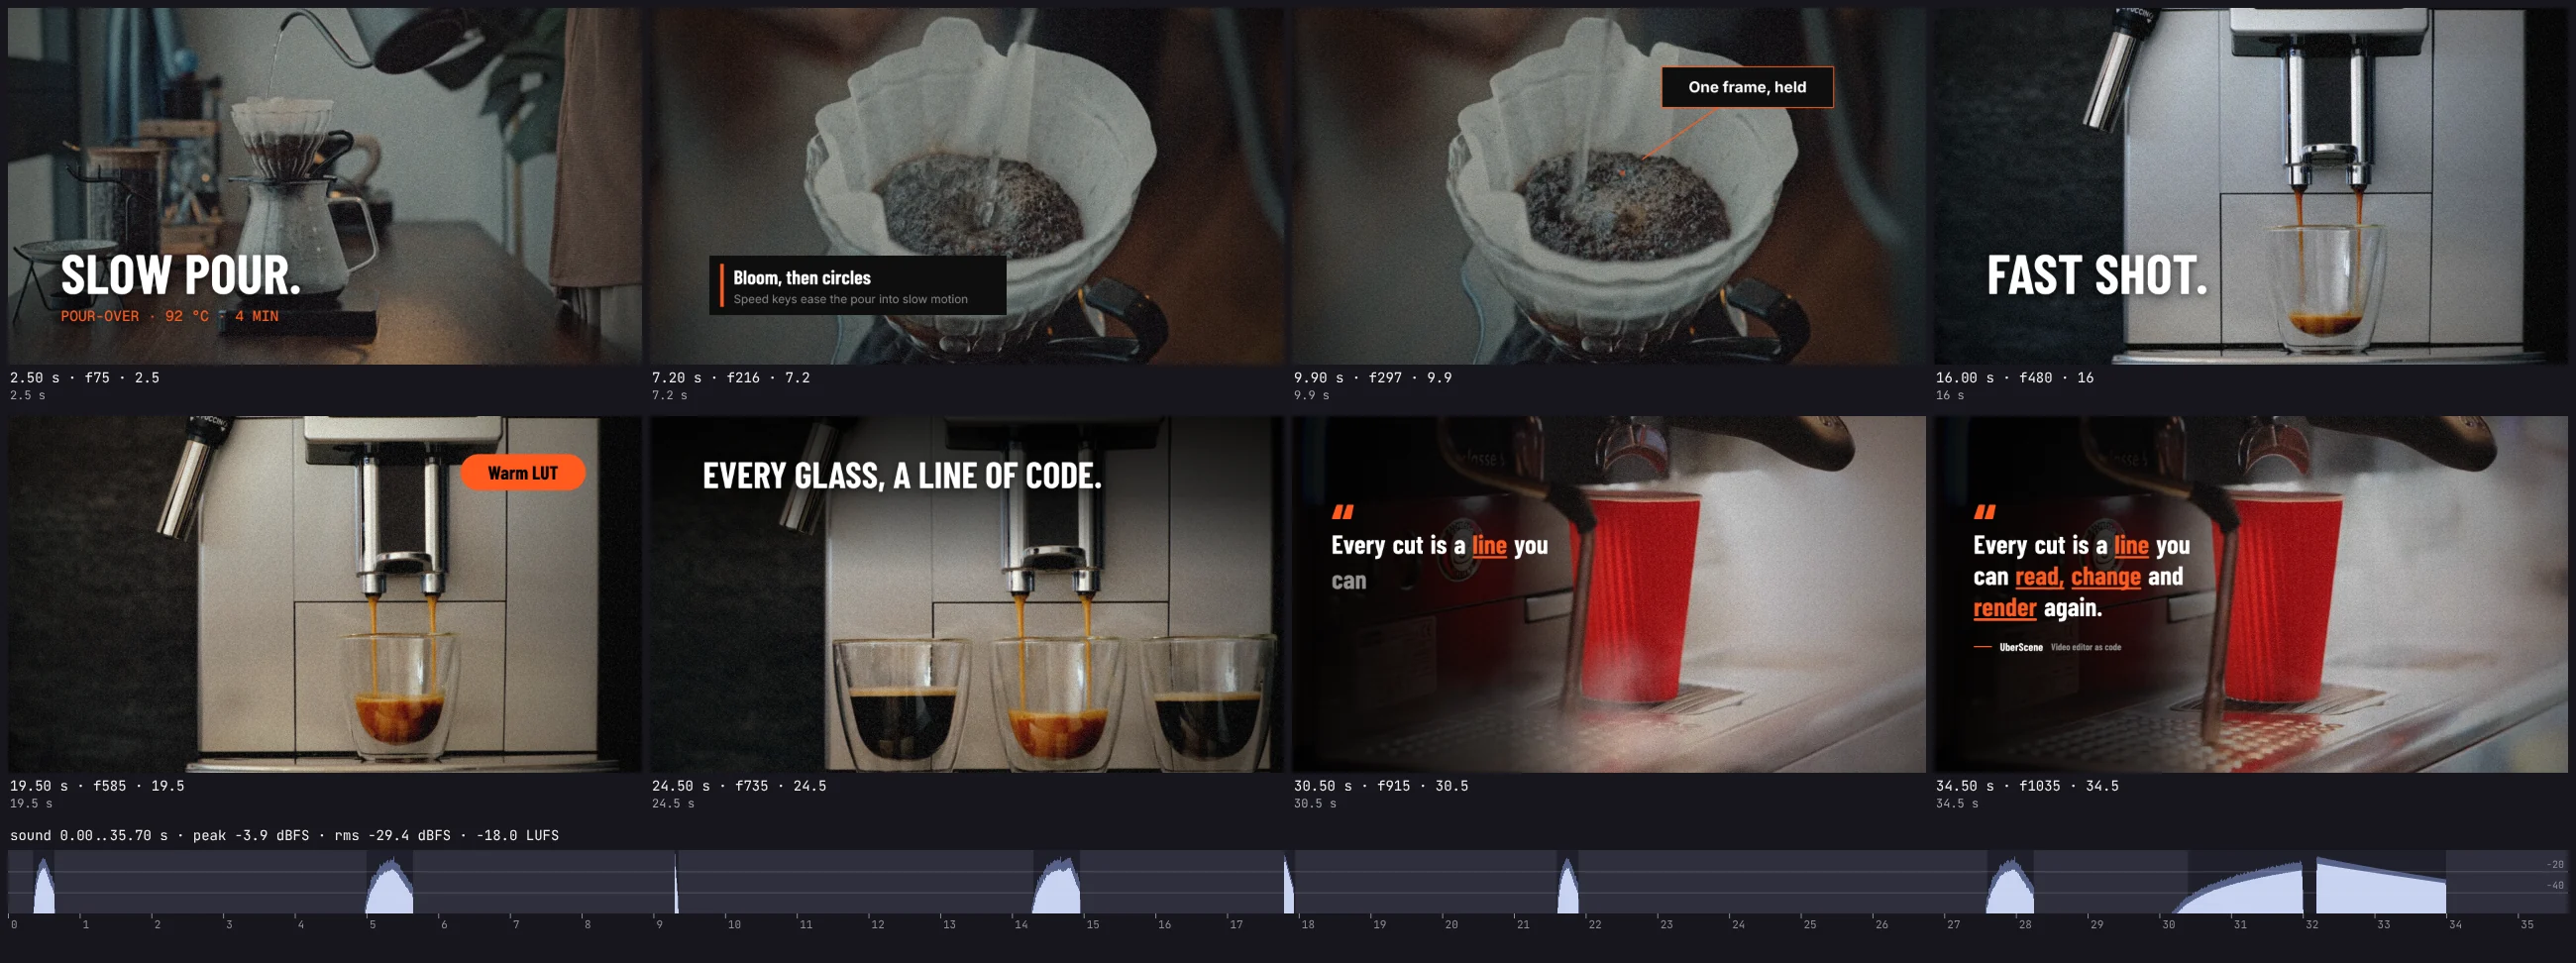 SLOW POUR.
POUR-OVER · 92 °C · 4 MIN
2.50 s · f75 · 2.5
2.5 s
Bloom, then circles
Speed keys ease the pour into slow motion
7.20 s · f216 · 7.2
7.2 s
One frame, held
9.90 s · f297 · 9.9
9.9 s
FAST SHOT.
16.00 s · f480 · 16
16 s
Warm LUT
19.50 s · f585 · 19.5
19.5 s
EVERY GLASS, A LINE OF CODE.
24.50 s · f735 · 24.5
24.5 s
“
Every cut is a line you
can
30.50 s · f915 · 30.5
30.5 s
“
Every cut is a line you
can read, change and
render again.
UberScene Video editor as code
34.50 s · f1035 · 34.5
34.5 s
sound 0.00..35.70 s · peak -3.9 dBFS · rms -29.4 dBFS · -18.0 LUFS
-20
-40
0 1 2 3 4 5 6 7 8 9 10 11 12 13 14 15 16 17 18 19 20 21 22 23 24 25 26 27 28 29 30 31 32 33 34 35